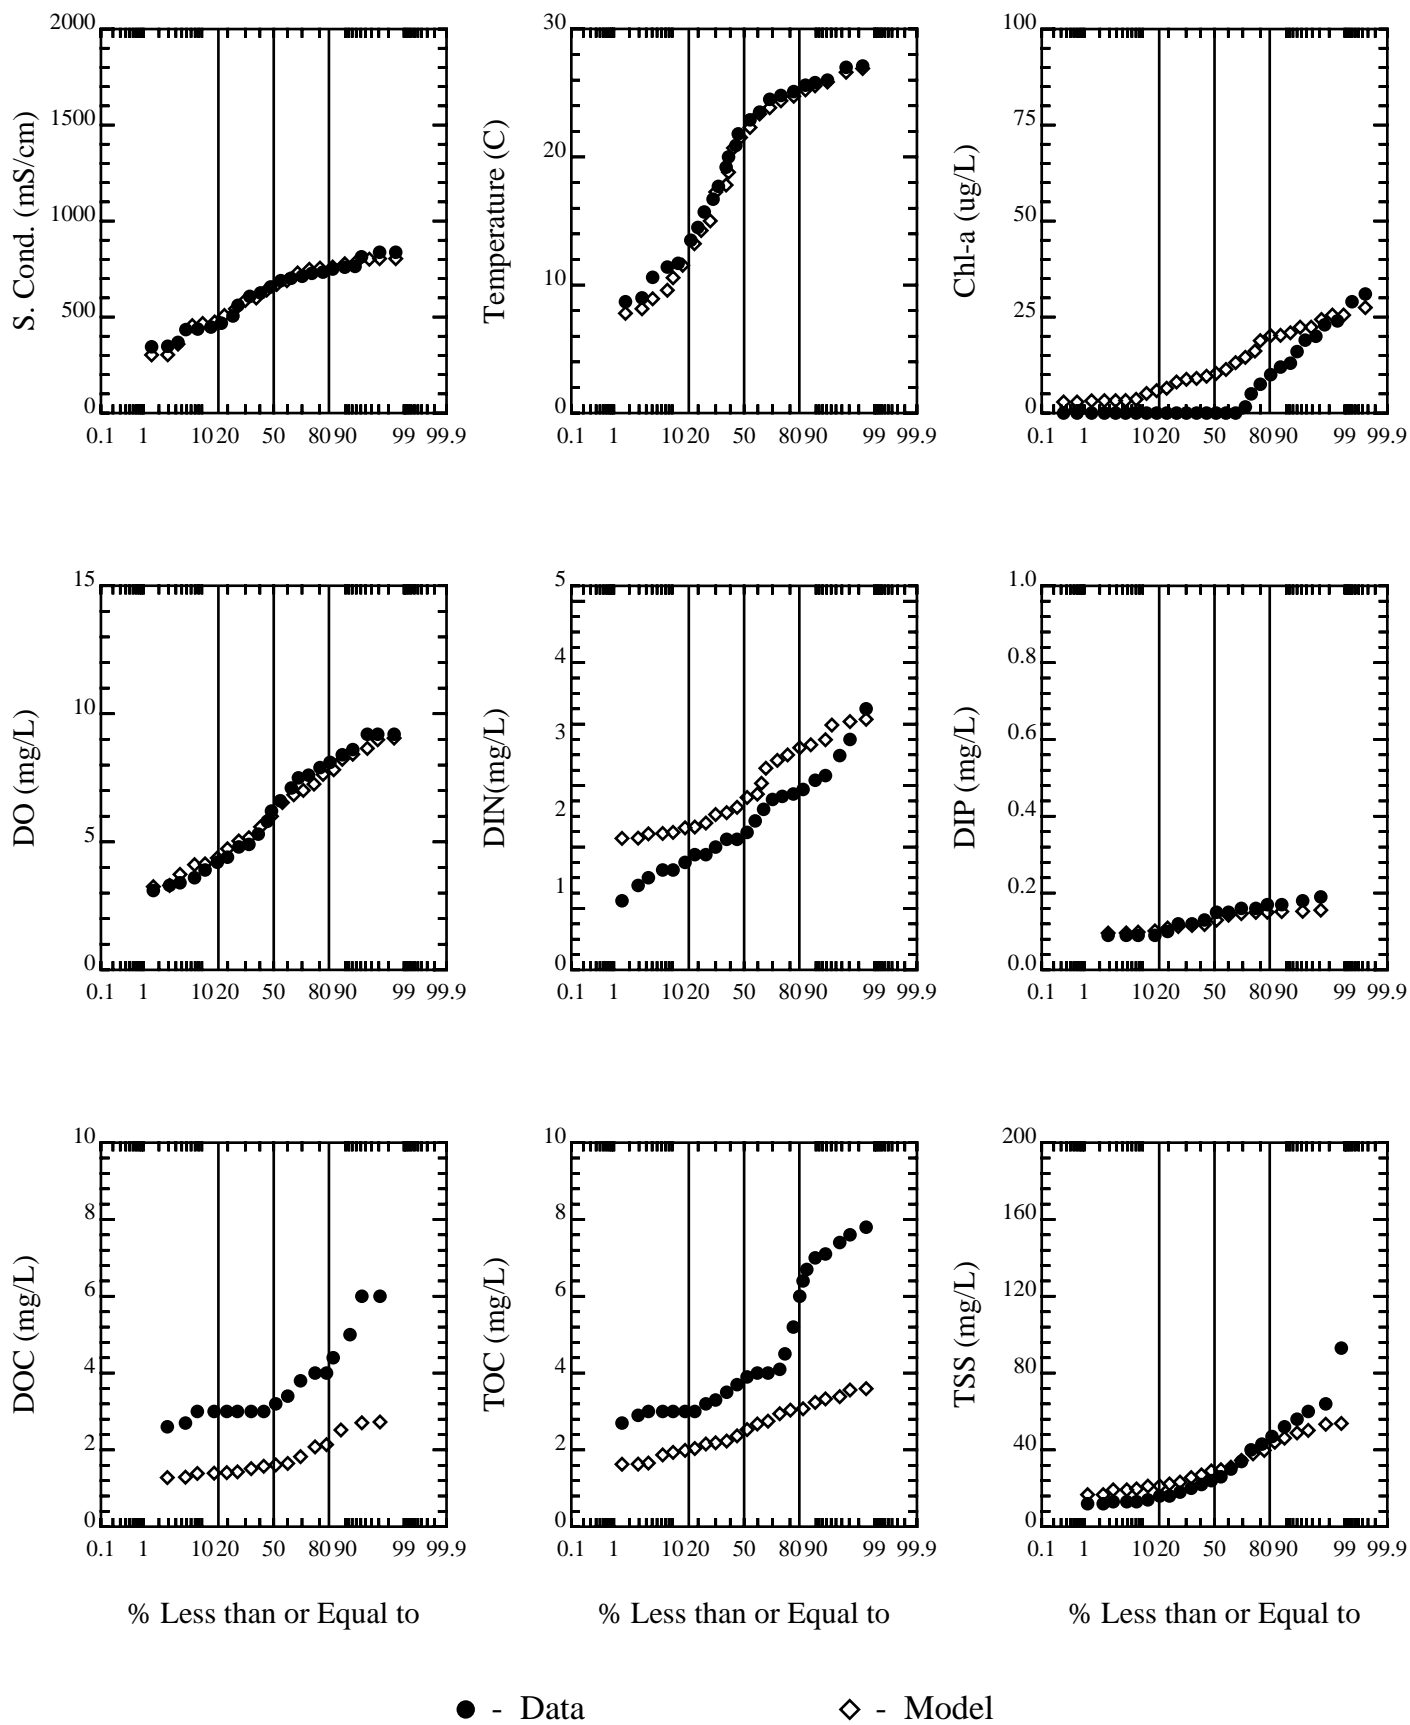 2000
1500
1000
500
0
S. Cond. (mS/cm)
0.1 1 10 20 50 80 90 99 99.9
30
20
10
0
Temperature (C)
0.1 1 10 20 50 80 90 99 99.9
100
75
50
25
0
Chl-a (ug/L)
0.1 1 10 20 50 80 90 99 99.9
15
10
5
0
DO (mg/L)
0.1 1 10 20 50 80 90 99 99.9
5
4
3
2
1
0
DIN(mg/L)
0.1 1 10 20 50 80 90 99 99.9
1.0
0.8
0.6
0.4
0.2
0.0
DIP (mg/L)
0.1 1 10 20 50 80 90 99 99.9
10
8
6
4
2
0
DOC (mg/L)
0.1 1 10 20 50 80 90 99 99.9
% Less than or Equal to
10
8
6
4
2
0
TOC (mg/L)
0.1 1 10 20 50 80 90 99 99.9
% Less than or Equal to
200
160
120
80
40
0
TSS (mg/L)
0.1 1 10 20 50 80 90 99 99.9
% Less than or Equal to
- Data
- Model